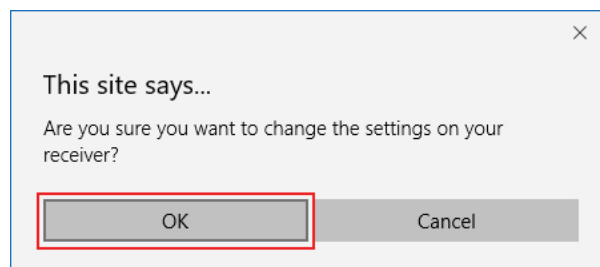 This site says...
Are you sure you want to change the settings on your
receiver?
OK
Cancel